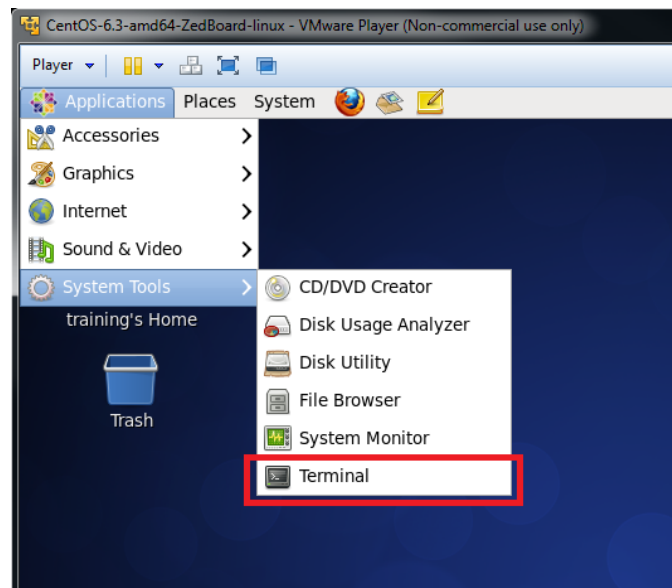 CentOS-6.3-amd64-ZedBoard-linux - VMware Player (Non-commercial use only)
Player
Applications Places System
Accessories
Graphics
Internet
Sound & Video
System Tools
CD/DVD Creator
Disk Usage Analyzer
Disk Utility
File Browser
System Monitor
Terminal
training's Home
Trash